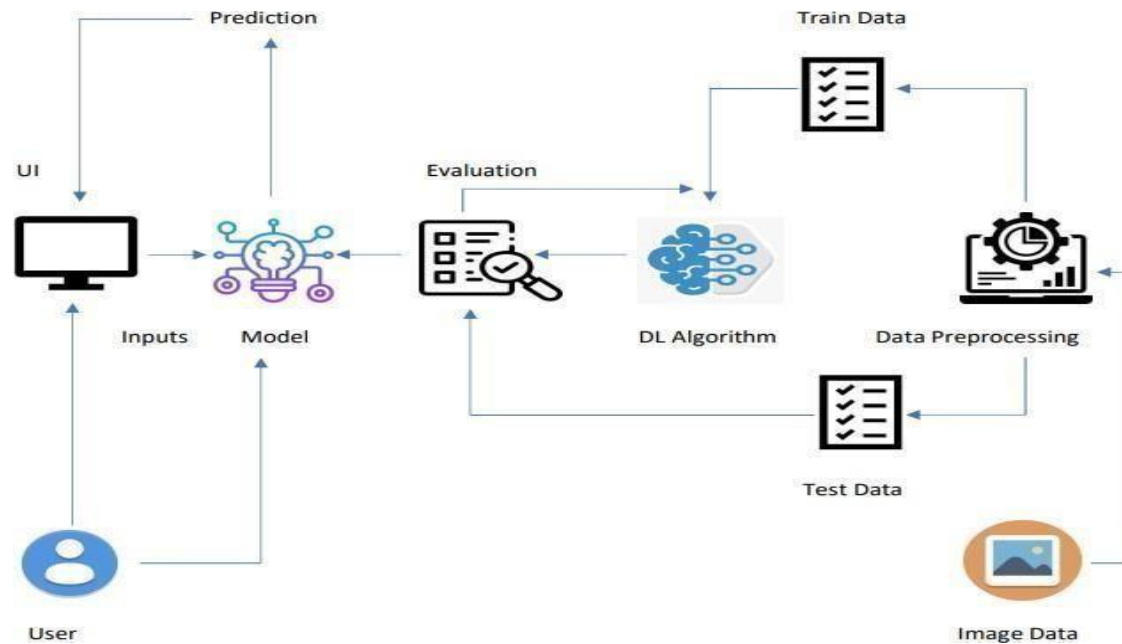 Prediction
Train Data
UI
Evaluation
Inputs
Model
DL Algorithm
Data Preprocessing
Test Data
User
Image Data